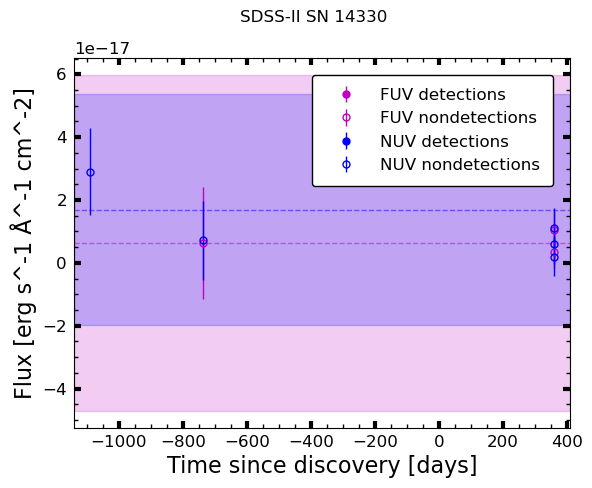 SDSS-II SN 14330
1e−17
FUV detections
FUV nondetections
NUV detections
NUV nondetections
6
4
2
0
−2
−4
Flux [erg s^-1 Å^-1 cm^-2]
−1000 −800 −600 −400 −200 0 200 400
Time since discovery [days]